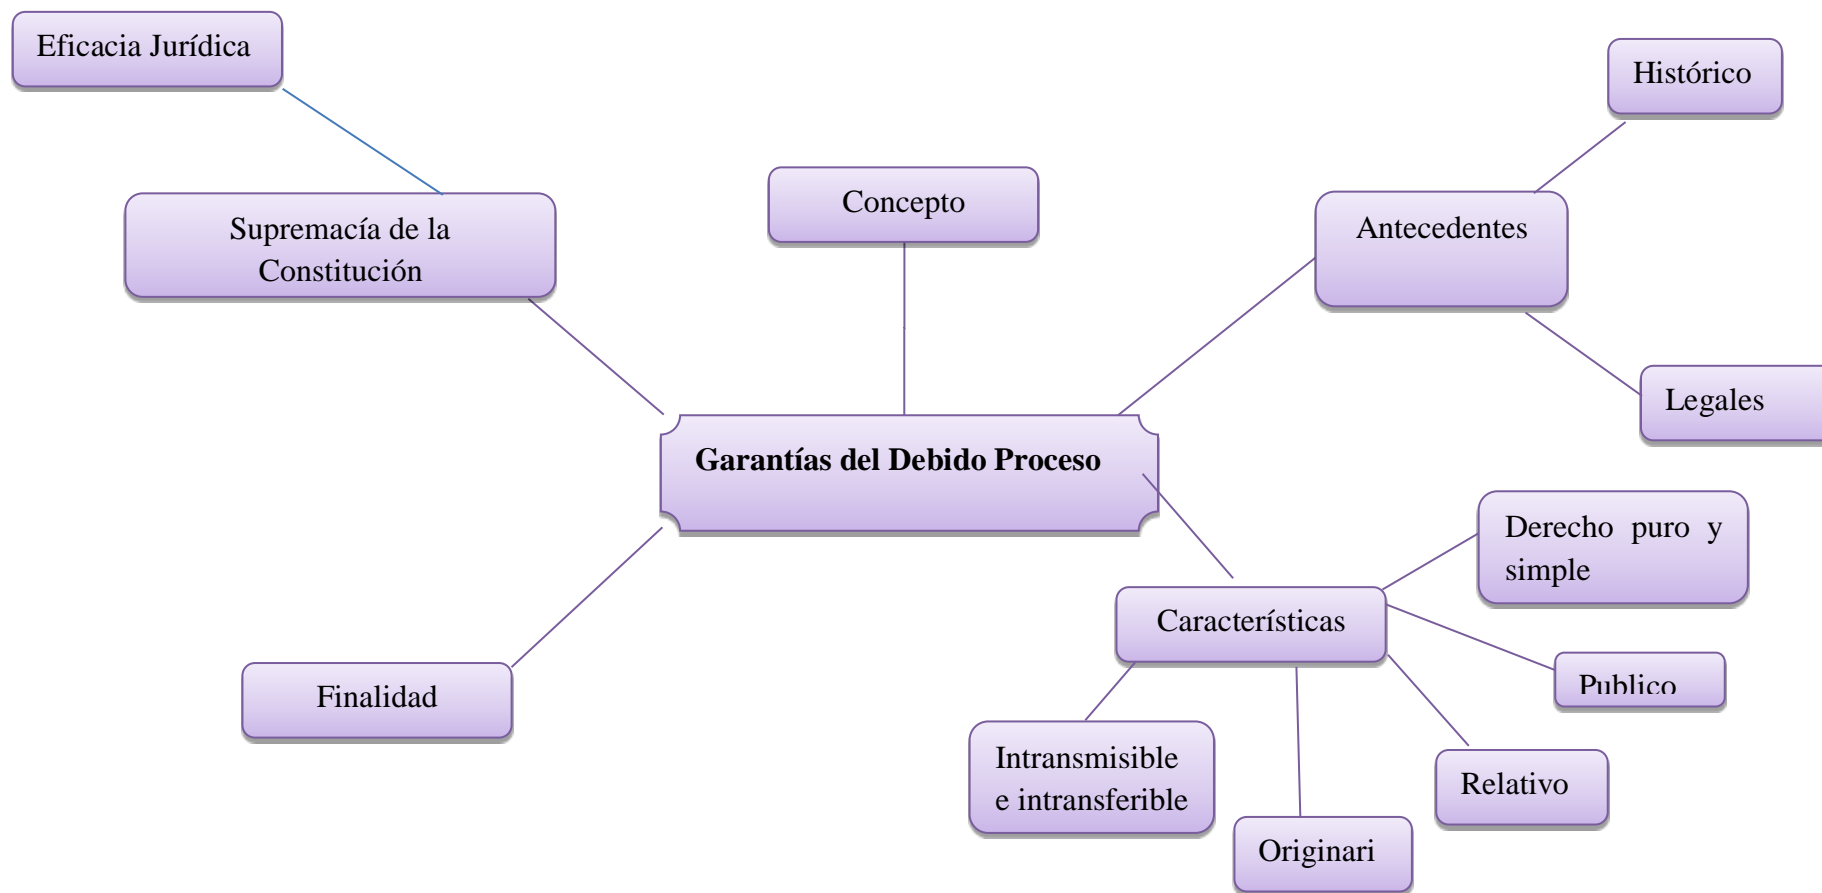 Eficacia Jurídica
Histórico
Concepto
Supremacía de la
Constitución
Antecedentes
Legales
Garantías del Debido Proceso
Derecho puro y
simple
Características
Publico
Finalidad
Intransmisible
e intransferible
Relativo
Originari